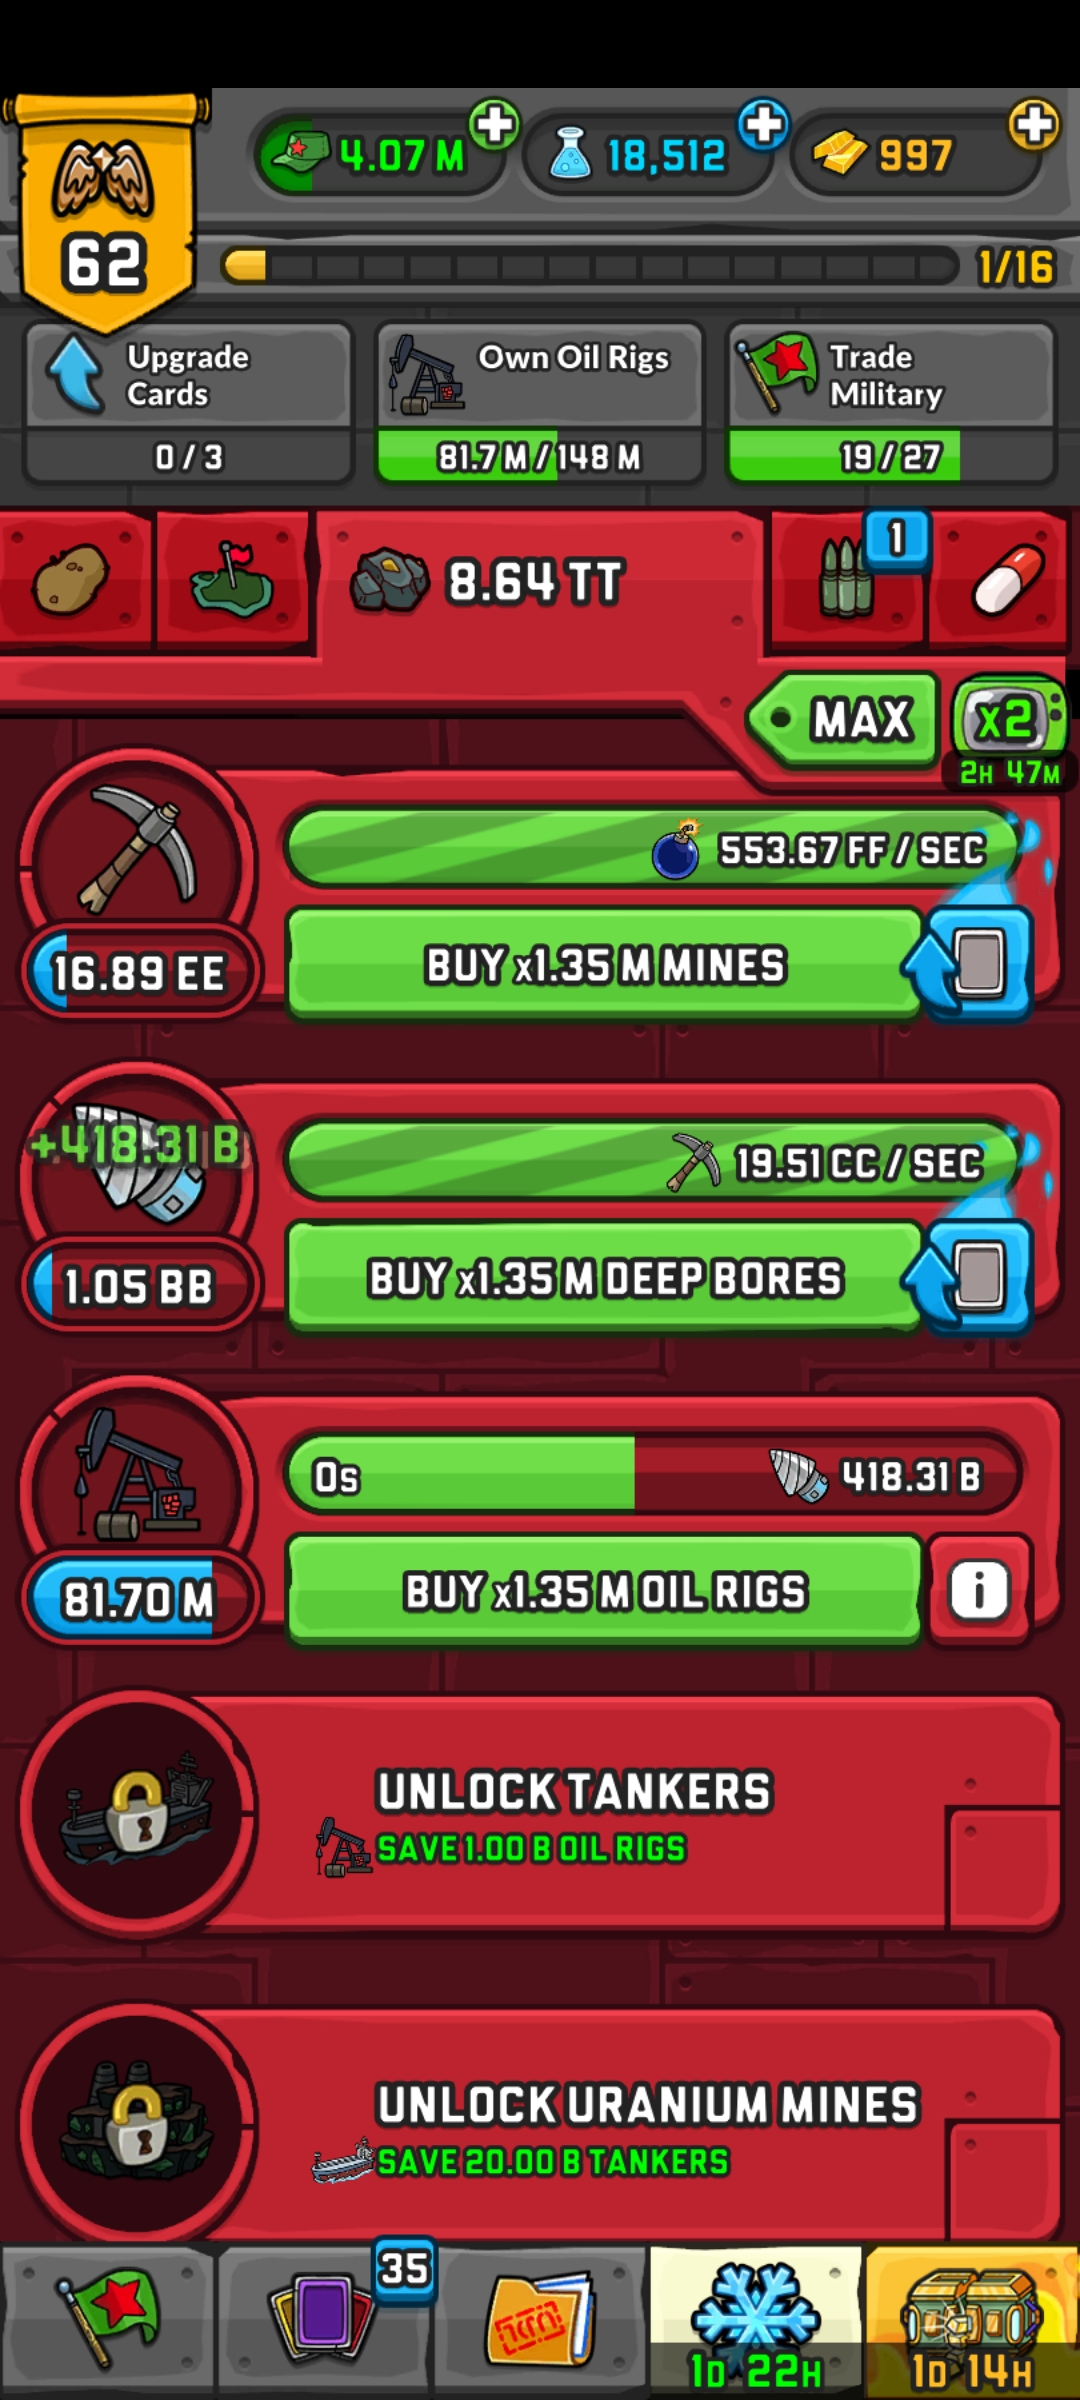 4.07 M
18,512
997
62
1/16
Upgrade
Cards
0 / 3
Own Oil Rigs
81.7 M / 148 M
Trade
Military
19 / 27
8.64 TT
1
MAX
x2
2H 47M
553.67 FF / SEC
16.89 EE
BUY x1.35 M MINES
+418.31 B
19.51 CC / SEC
1.05 BB
BUY x1.35 M DEEP BORES
0s
418.31 B
81.70 M
BUY x1.35 M OIL RIGS
i
UNLOCK TANKERS
SAVE 1.00 B OIL RIGS
UNLOCK URANIUM MINES
SAVE 20.00 B TANKERS
35
1D 22H
1D 14H